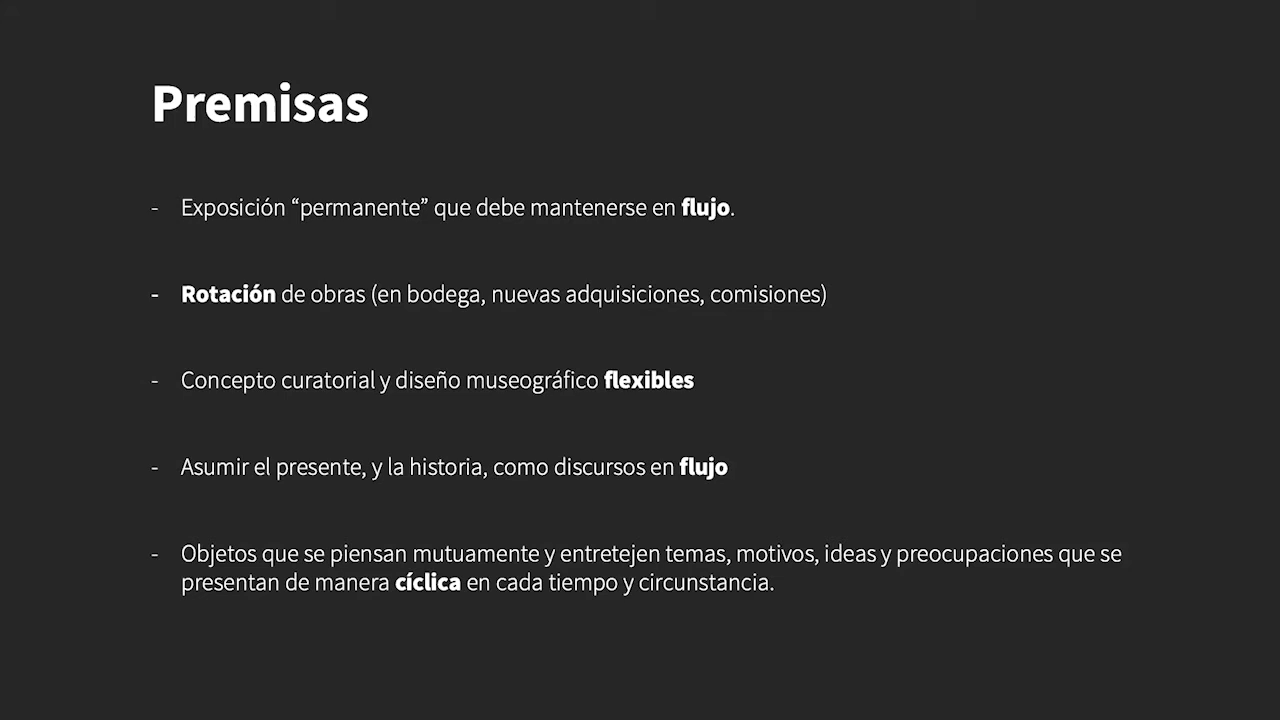 Premisas
- Exposición “permanente” que debe mantenerse en flujo.
- Rotación de obras (en bodega, nuevas adquisiciones, comisiones)
- Concepto curatorial y diseño museográfico flexibles
- Asumir el presente, y la historia, como discursos en flujo
- Objetos que se piensan mutuamente y entretejen temas, motivos, ideas y preocupaciones que se
presentan de manera cíclica en cada tiempo y circunstancia.